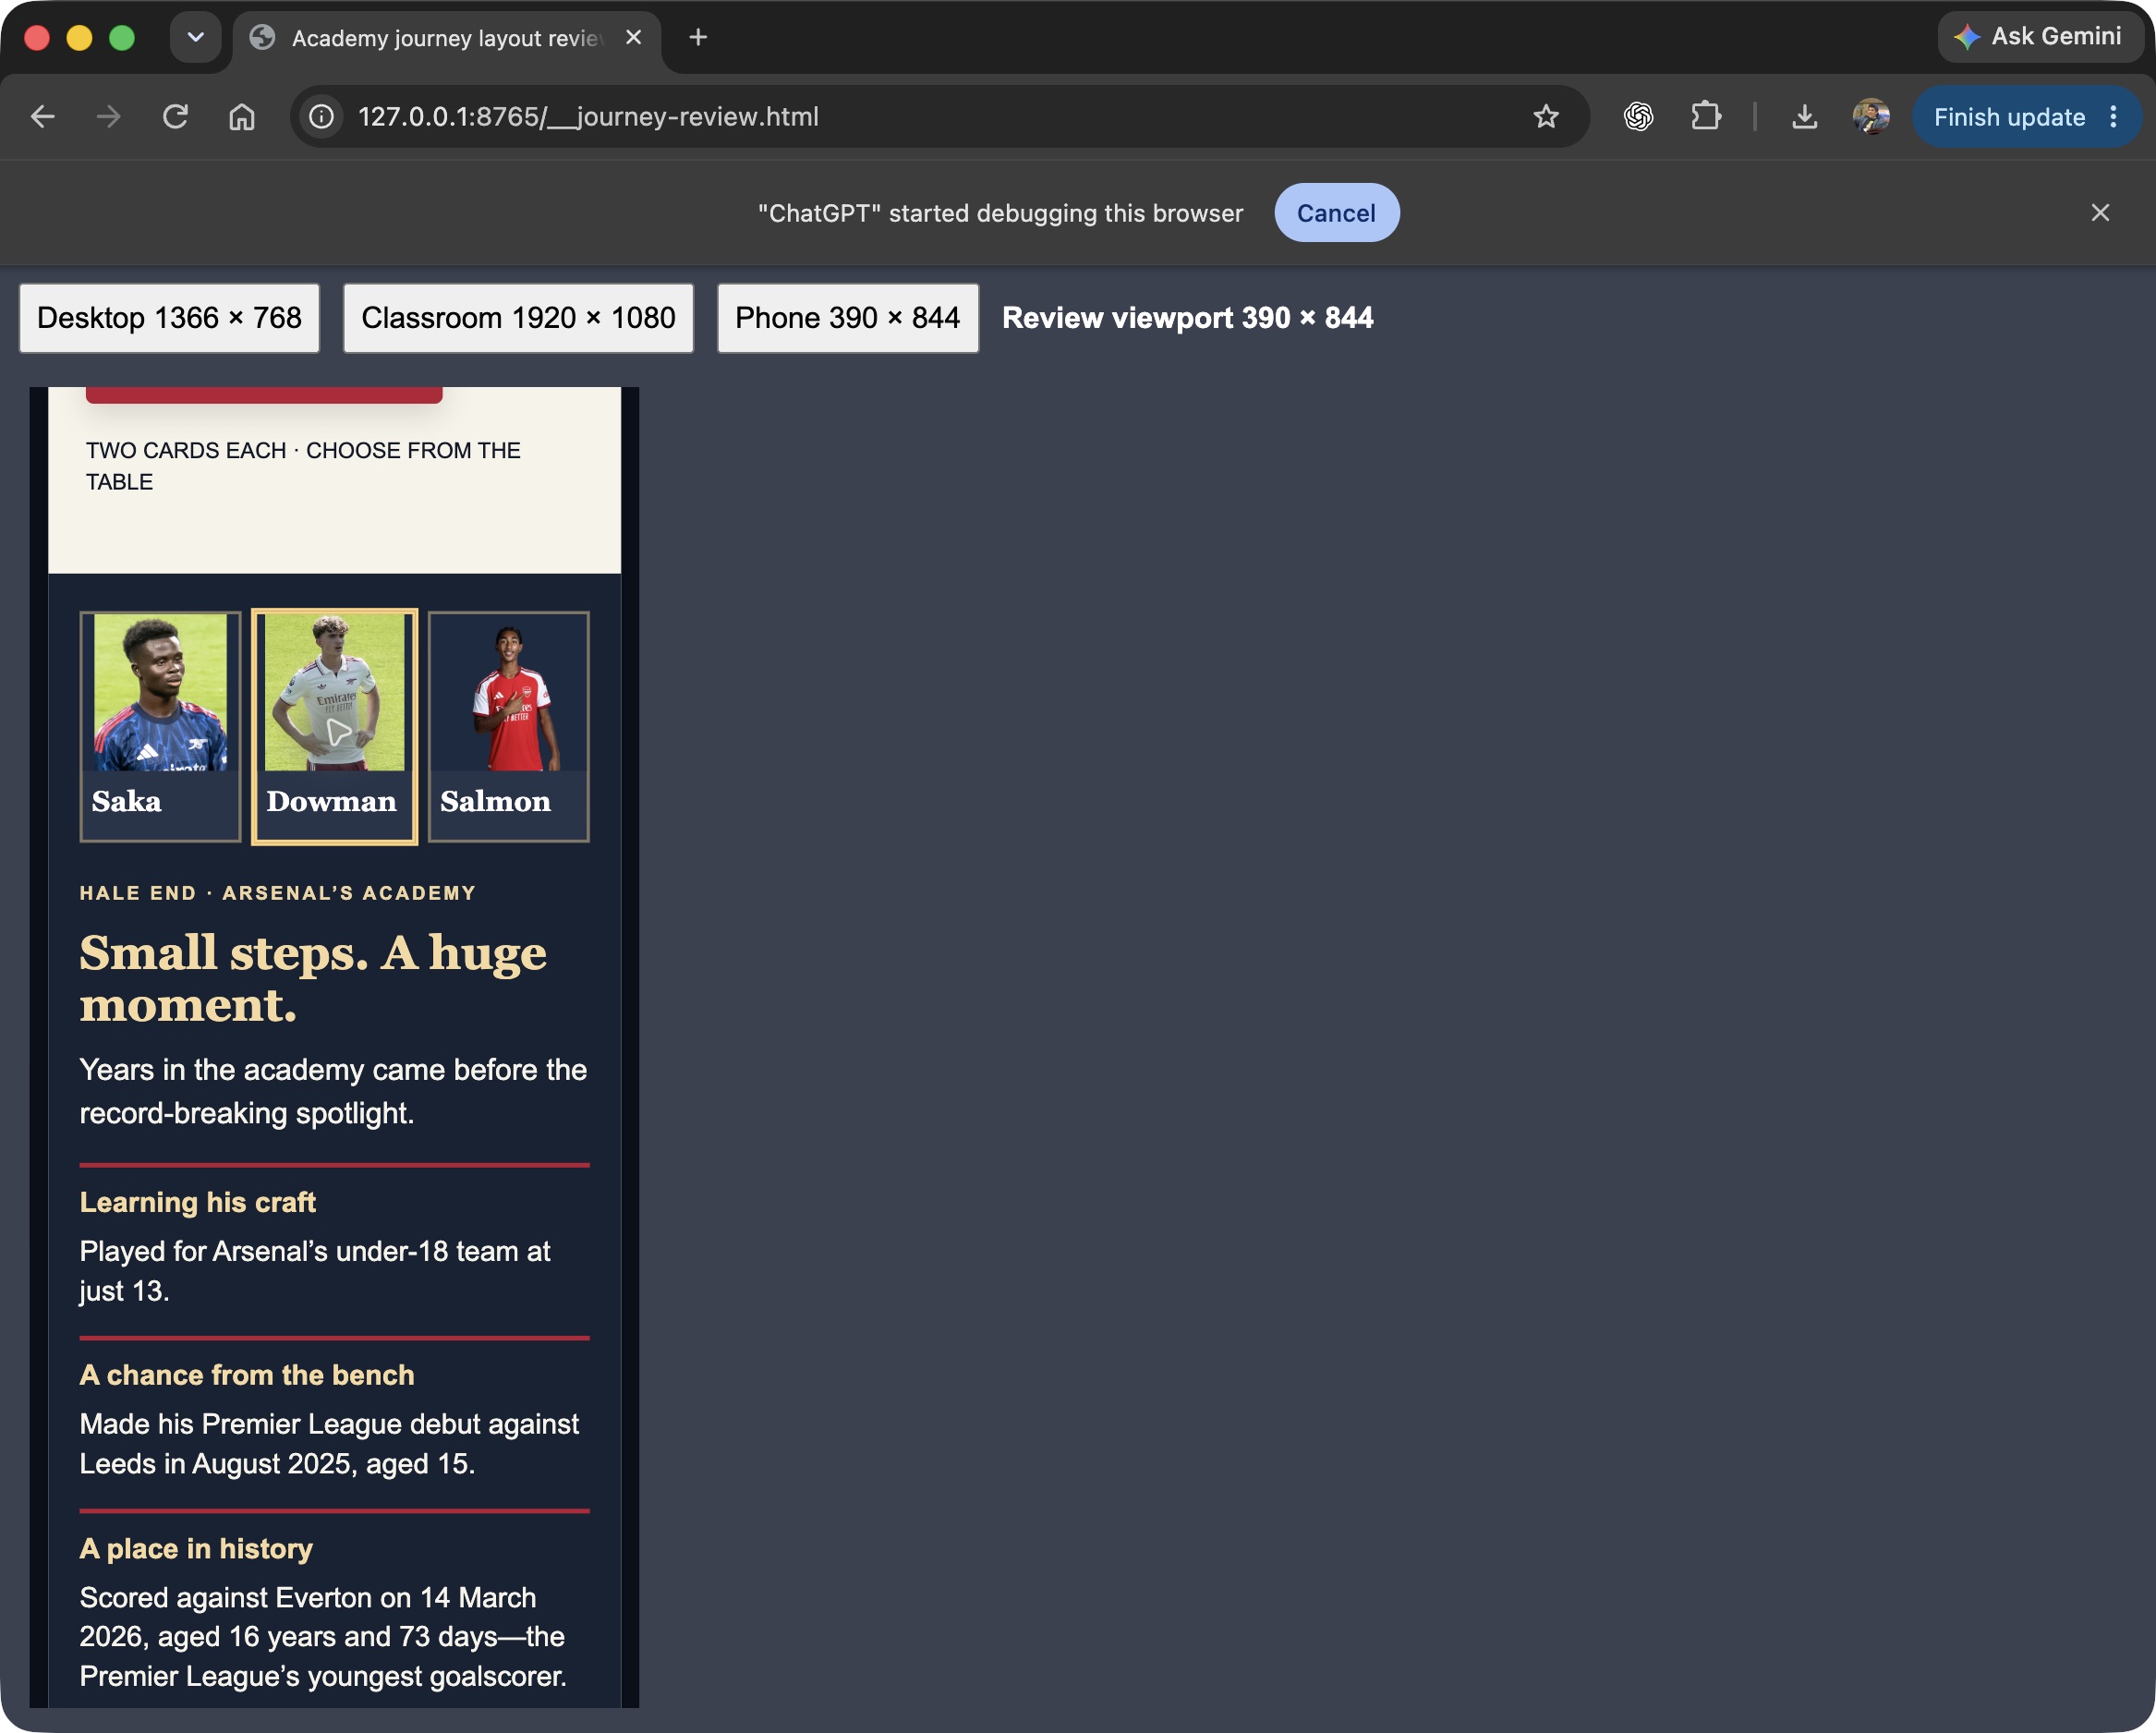 Academy journey layout revie
Ask Gemini
127.0.0.1:8765/__journey-review.html
Finish update
"ChatGPT" started debugging this browser
Cancel
Desktop 1366 × 768
Classroom 1920 × 1080
Phone 390 × 844
Review viewport 390 × 844
TWO CARDS EACH · CHOOSE FROM THE
TABLE
Emirates
FLY BETTER
Saka
Dowman
Salmon
HALE END · ARSENAL’S ACADEMY
Small steps. A huge
moment.
Years in the academy came before the
record-breaking spotlight.
Learning his craft
Played for Arsenal’s under-18 team at
just 13.
A chance from the bench
Made his Premier League debut against
Leeds in August 2025, aged 15.
A place in history
Scored against Everton on 14 March
2026, aged 16 years and 73 days—the
Premier League’s youngest goalscorer.